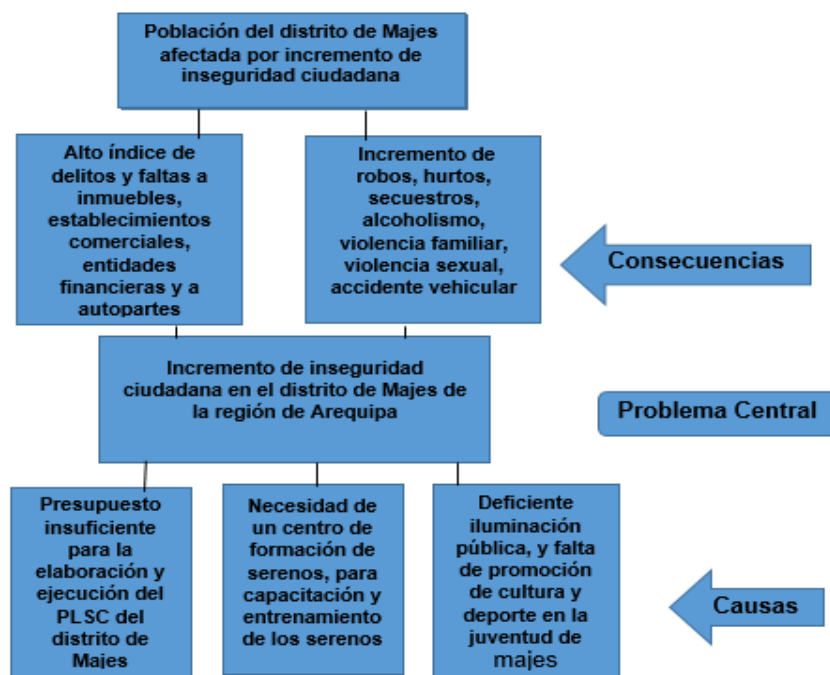 Población del distrito de Majes
afectada por incremento de
inseguridad ciudadana
Alto índice de
delitos y faltas a
inmuebles,
establecimientos
comerciales,
entidades
financieras y a
autopartes
Incremento de
robos, hurtos,
secuestros,
alcoholismo,
violencia familiar,
violencia sexual,
accidente vehicular
Consecuencias
Incremento de inseguridad
ciudadana en el distrito de Majes de
la región de Arequipa
Problema Central
Presupuesto
insuficiente
para la
elaboración y
ejecución del
PLSC del
distrito de
Majes
Necesidad de
un centro de
formación de
serenos, para
capacitación y
entrenamiento
de los serenos
Deficiente
iluminación
pública, y falta
de promoción
de cultura y
deporte en la
juventud de
majes
Causas